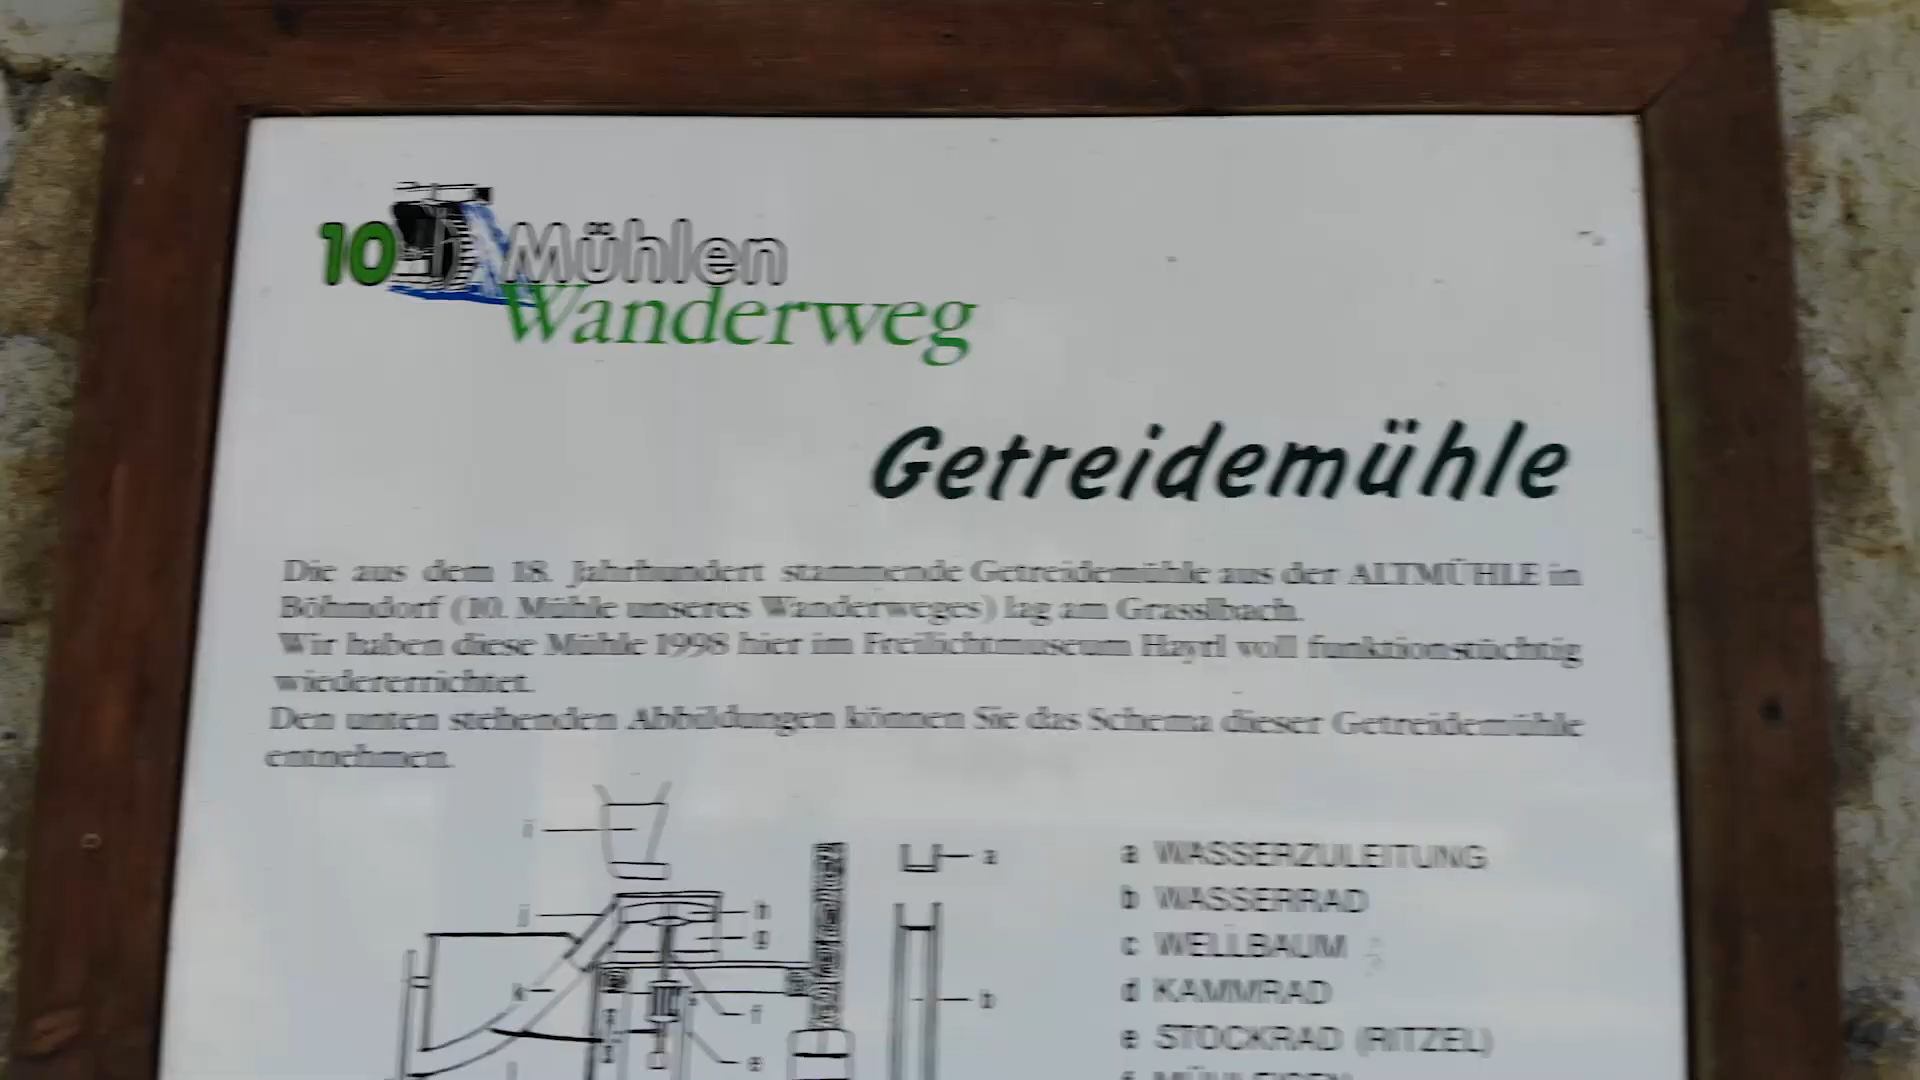 10 Mühlen
Wanderweg
Getreidemühle
Die aus dem 18. Jahrhundert stammende Getreidemühle aus der ALTMÜHLE in
Böhmdorf (10. Mühle unseres Wanderweges) lag am Grasslbach.
Wir haben diese Mühle 1998 hier im Freilichtmuseum Hayrl voll funktionstüchtig
wiedererrichtet.
Den unten stehenden Abbildungen können Sie das Schema dieser Getreidemühle
entnehmen.
i
a
a WASSERZULEITUNG
j
h
b WASSERRAD
g
c WELLBAUM
k
b
d KAMMRAD
f
e
e STOCKRAD (RITZEL)